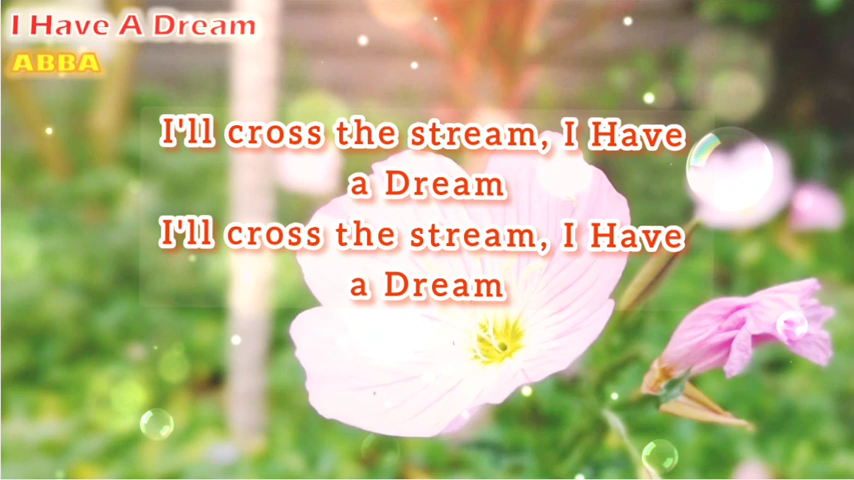 I Have A Dream
ABBA
I'll cross the stream, I Have
a Dream
I'll cross the stream, I Have
a Dream